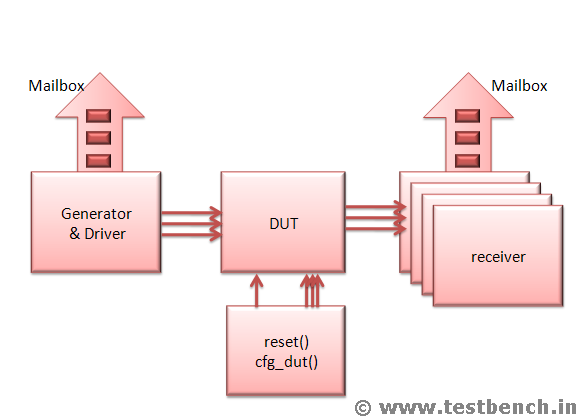 Mailbox
Mailbox
Generator
& Driver
DUT
receiver
reset()
cfg_dut()
© www.testbench.in